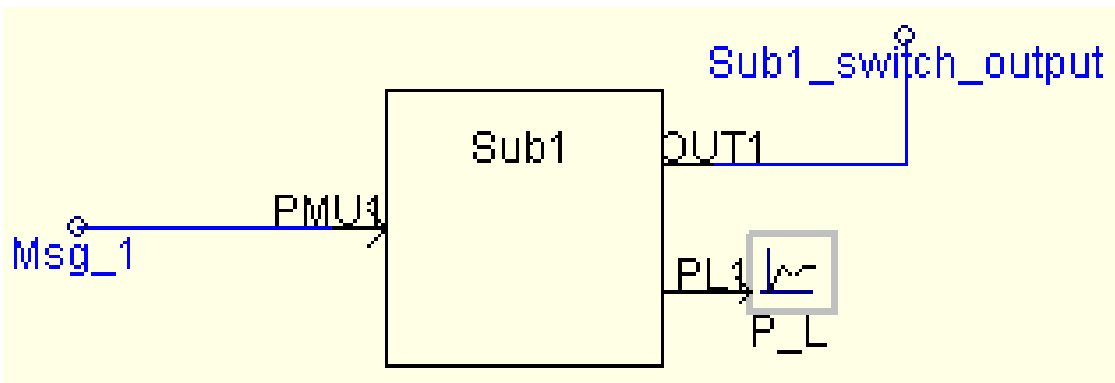 Sub1_switch_output
Sub1
OUT1
PMU1
Msg_1
PL1
P_L